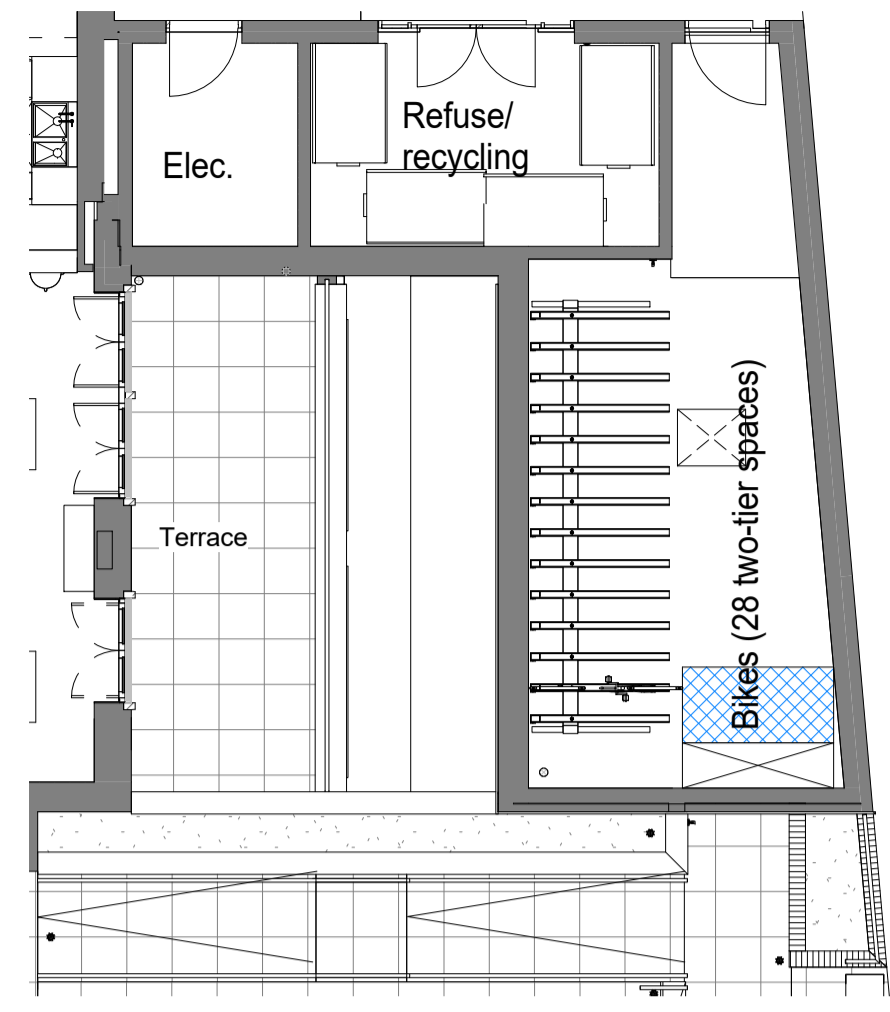 Refuse/
recycling
Elec.
Terrace
Bikes (28 two-tier spaces)